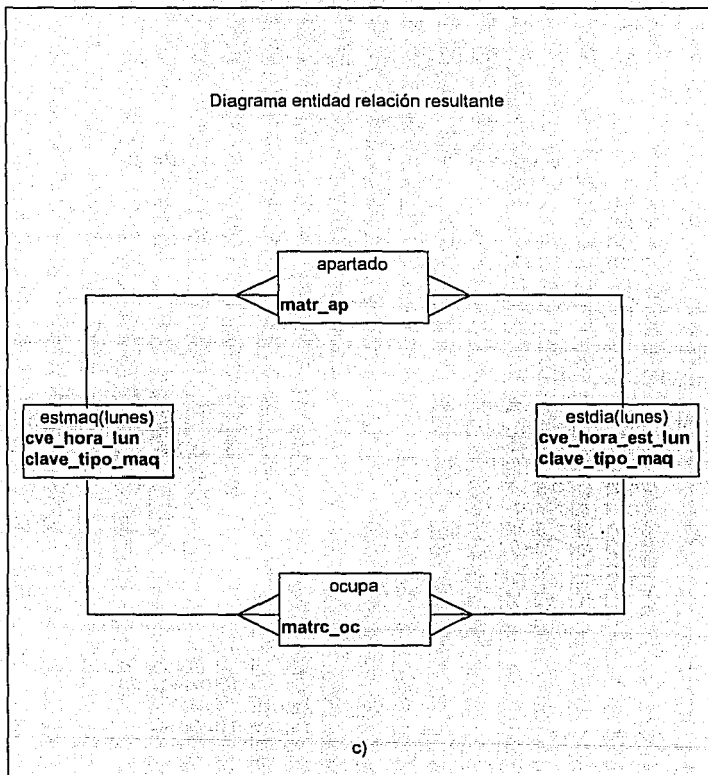 Diagrama entidad relación resultante
apartado
matr_ap
estmaq(lunes)
cve_hora_lun
clave_tipo_maq
estdia(lunes)
cve_hora_est_lun
clave_tipo_maq
ocupa
matrc_oc
c)